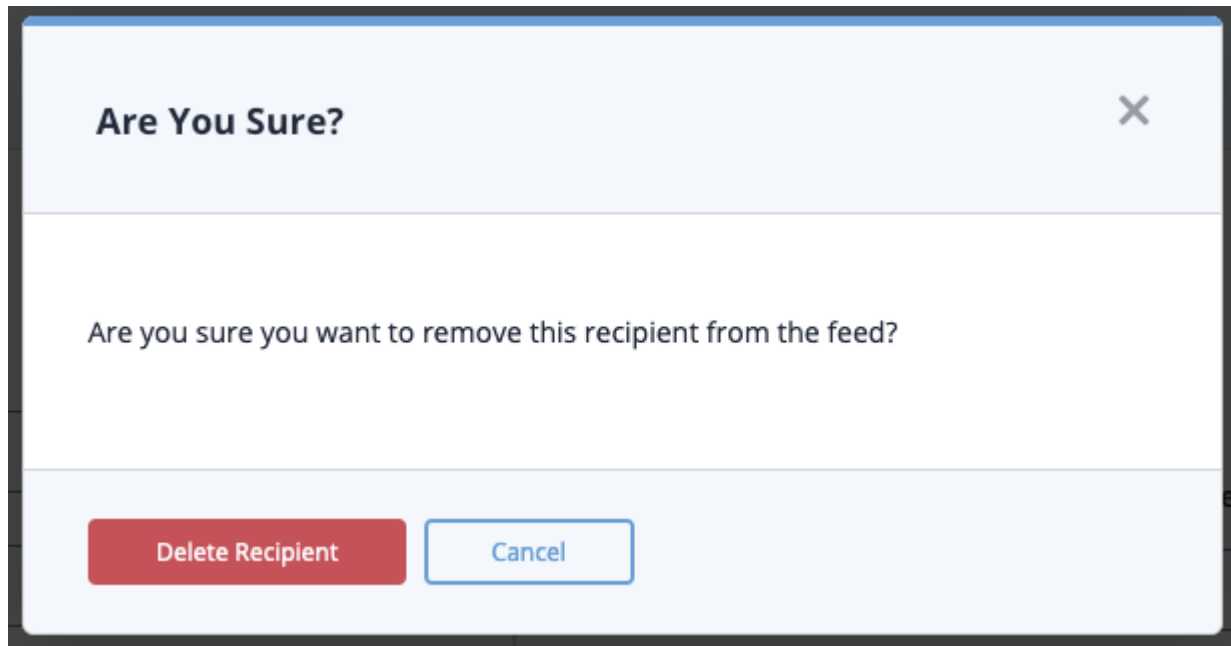 Are You Sure?
Are you sure you want to remove this recipient from the feed?
Delete Recipient
Cancel